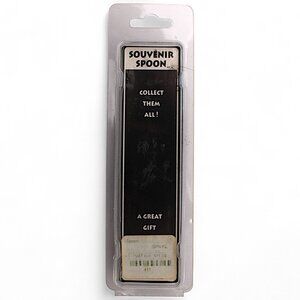 SOUVENIR
SPOON
COLLECT
THEM
ALL!
A GREAT
GIFT